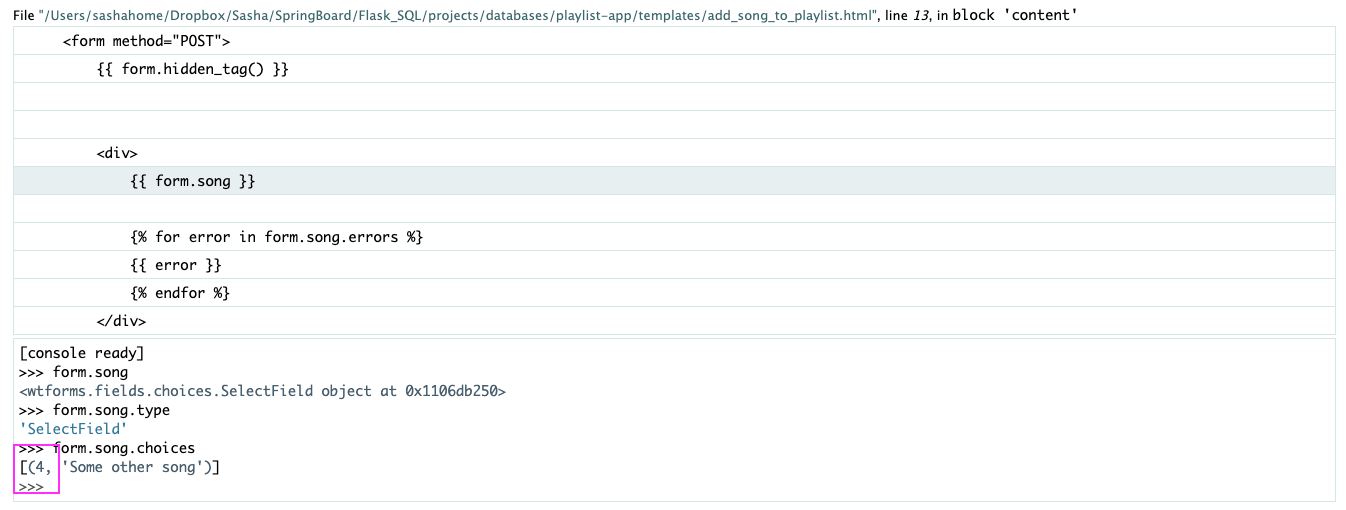 File "/Users/sashahome/Dropbox/Sasha/SpringBoard/Flask_SQL/projects/databases/playlist-app/templates/add_song_to_playlist.html", line 13, in block 'content'
<form method="POST">
{{ form.hidden_tag() }}
<div>
{{ form.song }}
{% for error in form.song.errors %}
{{ error }}
{% endfor %}
</div>
[console ready]
>>> form.song
<wtforms.fields.choices.SelectField object at 0x1106db250>
>>> form.song.type
'SelectField'
>>> form.song.choices
[(4, 'Some other song')]
>>>